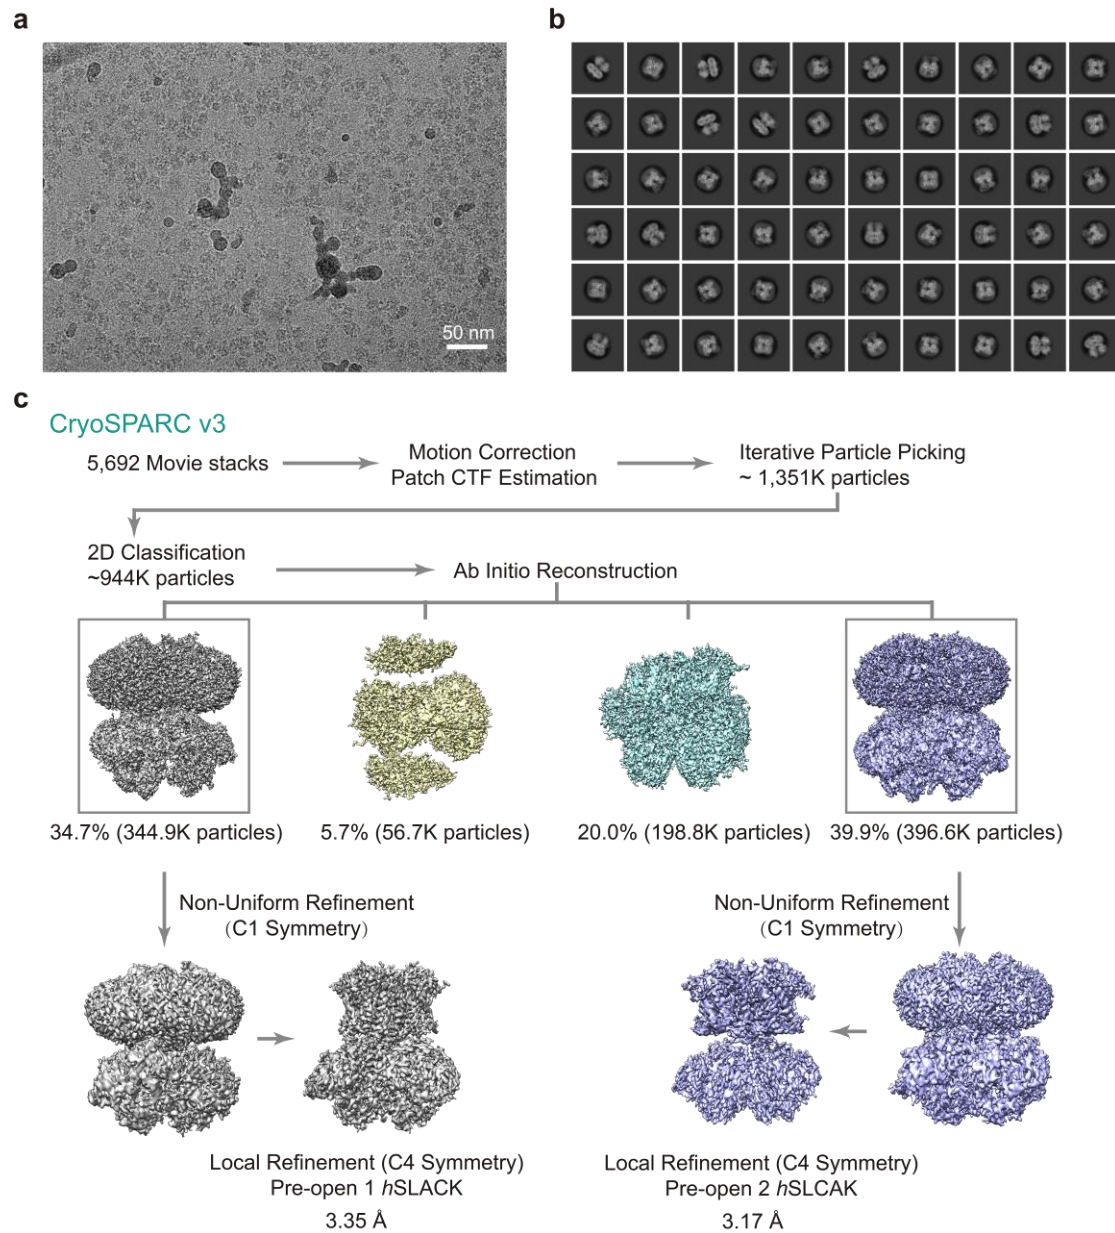 a
b
50 nm
c
CryoSPARC v3
5,692 Movie stacks
Motion Correction
Patch CTF Estimation
Iterative Particle Picking
~ 1,351K particles
2D Classification
~944K particles
Ab Initio Reconstruction
34.7% (344.9K particles)
5.7% (56.7K particles)
20.0% (198.8K particles)
39.9% (396.6K particles)
Non-Uniform Refinement
(C1 Symmetry)
Non-Uniform Refinement
(C1 Symmetry)
Local Refinement (C4 Symmetry)
Pre-open 1 hSLACK
3.35 Å
Local Refinement (C4 Symmetry)
Pre-open 2 hSLCAK
3.17 Å